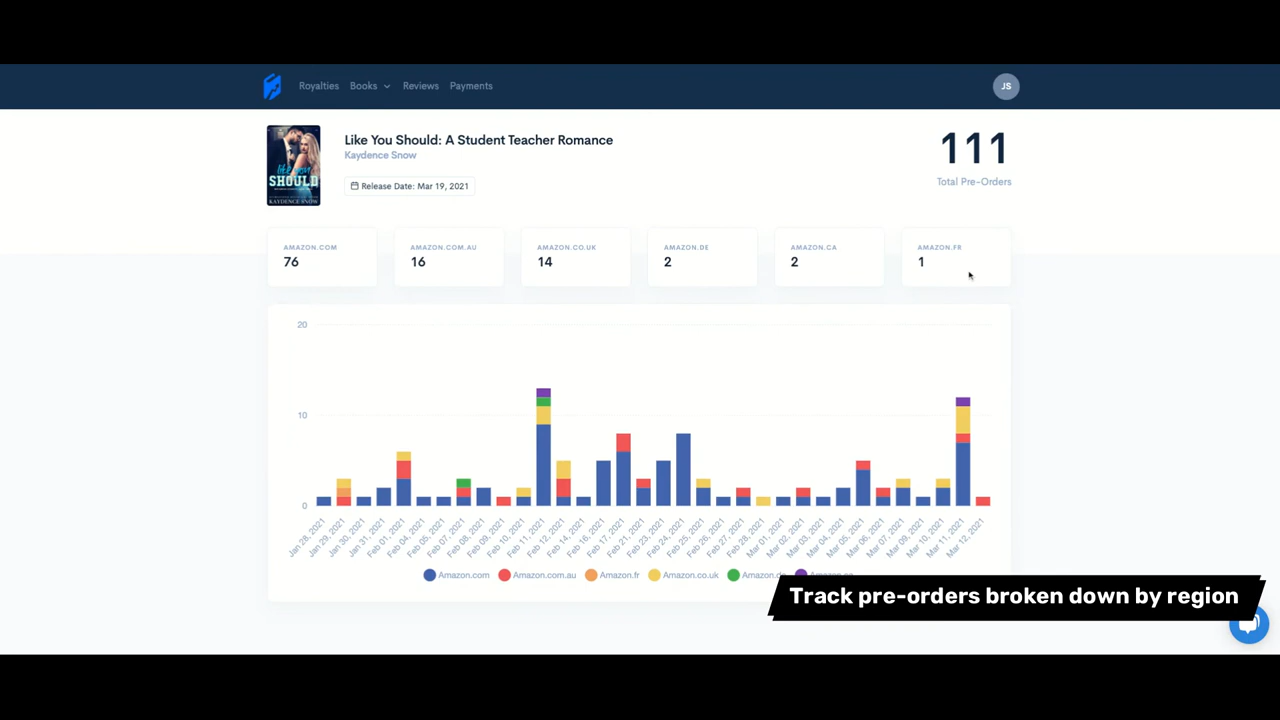 Royalties Books Reviews Payments
JS
like you
SHOULD
KAYDENCE SNOW
Like You Should: A Student Teacher Romance
Kaydence Snow
Release Date: Mar 19, 2021
111
Total Pre-Orders
AMAZON.COM
76
AMAZON.COM.AU
16
AMAZON.CO.UK
14
AMAZON.DE
2
AMAZON.CA
2
AMAZON.FR
1
20
10
0
Jan 28, 2021
Jan 29, 2021
Jan 30, 2021
Jan 31, 2021
Feb 01, 2021
Feb 04, 2021
Feb 05, 2021
Feb 07, 2021
Feb 08, 2021
Feb 09, 2021
Feb 10, 2021
Feb 11, 2021
Feb 12, 2021
Feb 14, 2021
Feb 16, 2021
Feb 17, 2021
Feb 21, 2021
Feb 23, 2021
Feb 24, 2021
Feb 25, 2021
Feb 26, 2021
Feb 27, 2021
Feb 28, 2021
Mar 01, 2021
Mar 02, 2021
Mar 03, 2021
Mar 04, 2021
Mar 05, 2021
Mar 06, 2021
Mar 07, 2021
Mar 09, 2021
Mar 10, 2021
Mar 11, 2021
Mar 12, 2021
Amazon.com Amazon.com.au Amazon.fr Amazon.co.uk Amazon.de
Track pre-orders broken down by region